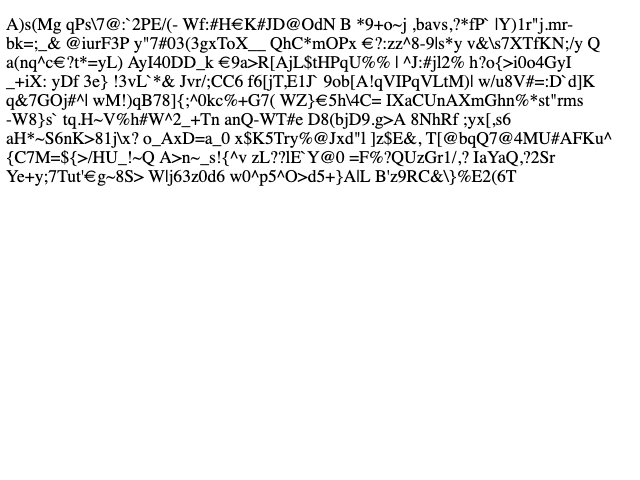 A)s(Mg qPs\7@:`2PE/(- Wf:#H€K#JD@OdN B *9+o~j ,bavs,?*fP` |Y)1r"j.mr-
bk=;_& @iurF3P y"7#03(3gxToX__ QhC*mOPx €?:zz^8-9|s*y v&\s7XTfKN;/y Q
a(nq^c€?t*=yL) AyI40DD_k €9a>R[AjL$tHPqU%% | ^J:#jl2% h?o{>i0o4GyI
_+iX: yDf 3e} !3vL`*& Jvr/;CC6 f6[jT,E1J` 9ob[A!qVIPqVLtM)| w/u8V#=:D`d]K
q&7GOj#^| wM!)qB78]{;^0kc%+G7( WZ}€5h\4C= IXaCUnAXmGhn%*st"rms
-W8}s` tq.H~V%h#W^2_+Tn anQ-WT#e D8(bjD9.g>A 8NhRf ;yx[,s6
aH*~S6nK>81j\x? o_AxD=a_0 x$K5Try%@Jxd"l ]z$E&, T[@bqQ7@4MU#AFKu^
{C7M=${>/HU_!~Q A>n~_s!{^v zL??lE`Y@0 =F%?QUzGr1/,? IaYaQ,?2Sr
Ye+y;7Tut'€g~8S> W|j63z0d6 w0^p5^O>d5+}A|L B'z9RC&\}%E2(6T